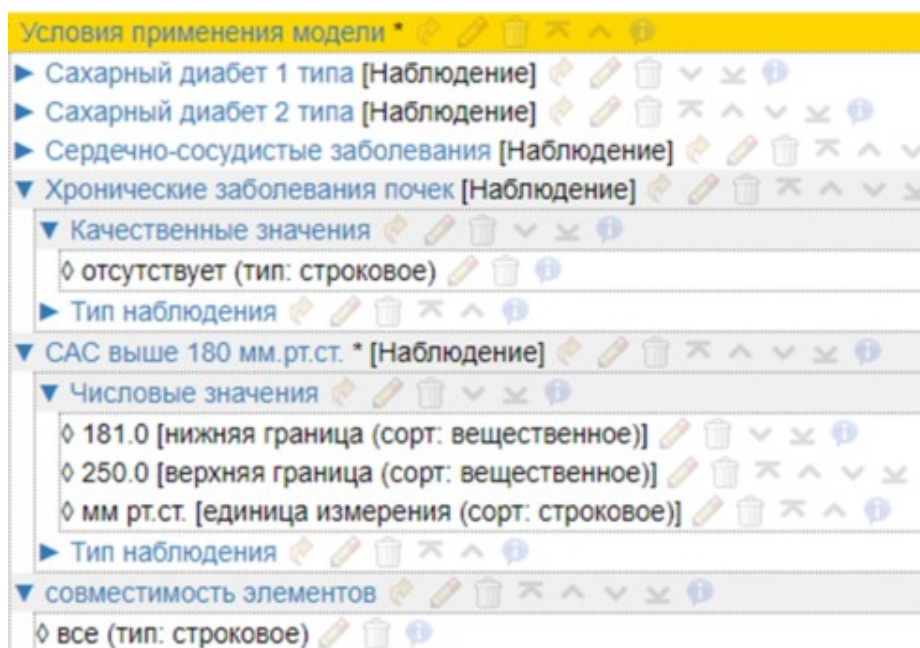 Условия применения модели *
Сахарный диабет 1 типа [Наблюдение]
Сахарный диабет 2 типа [Наблюдение]
Сердечно-сосудистые заболевания [Наблюдение]
Хронические заболевания почек [Наблюдение]
Качественные значения
отсутствует (тип: строковое)
Тип наблюдения
САС выше 180 мм.рт.ст. * [Наблюдение]
Числовые значения
181.0 [нижняя граница (сорт: вещественное)]
250.0 [верхняя граница (сорт: вещественное)]
мм рт.ст. [единица измерения (сорт: строковое)]
Тип наблюдения
совместимость элементов
все (тип: строковое)